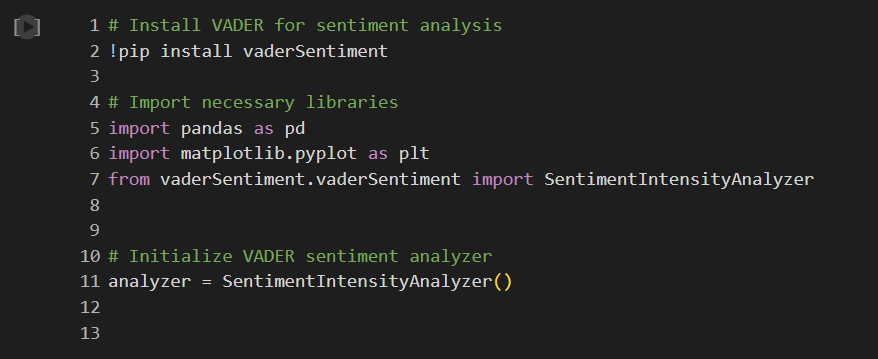 1 # Install VADER for sentiment analysis
2 !pip install vaderSentiment
3
4 # Import necessary libraries
5 import pandas as pd
6 import matplotlib.pyplot as plt
7 from vaderSentiment.vaderSentiment import SentimentIntensityAnalyzer
8
9
10 # Initialize VADER sentiment analyzer
11 analyzer = SentimentIntensityAnalyzer()
12
13